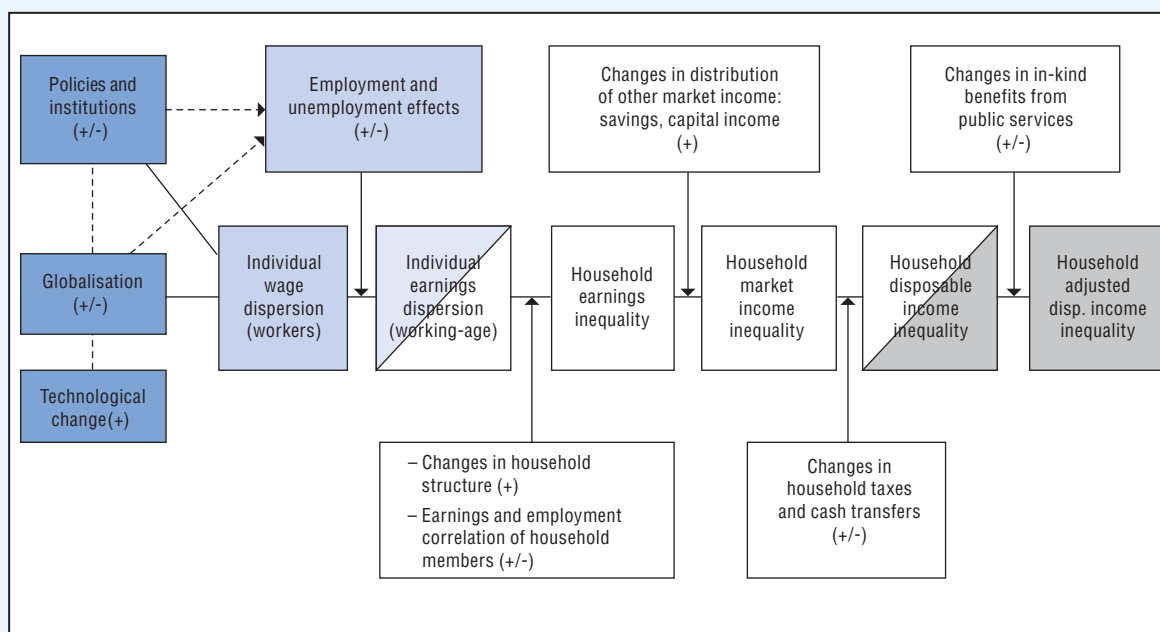 Policies and
institutions
(+/-)
Employment and
unemployment effects
(+/-)
Changes in distribution
of other market income:
savings, capital income
(+)
Changes in in-kind
benefits from
public services
(+/-)
Globalisation
(+/-)
Individual
wage
dispersion
(workers)
Individual
earnings
dispersion
(working-age)
Household
earnings
inequality
Household
market
income
inequality
Household
disposable
income
inequality
Household
adjusted
disp. income
inequality
Technological
change(+)
– Changes in household
structure (+)
– Earnings and employment
correlation of household
members (+/-)
Changes in
household taxes
and cash transfers
(+/-)